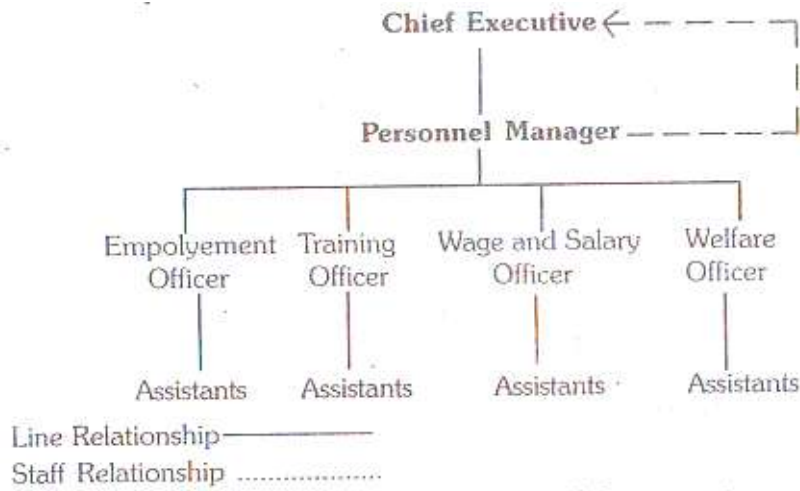 Chief Executive
Personnel Manager
Empolyement Training Wage and Salary Welfare
Officer Officer Officer Officer
Assistants Assistants Assistants Assistants
Line Relationship
Staff Relationship